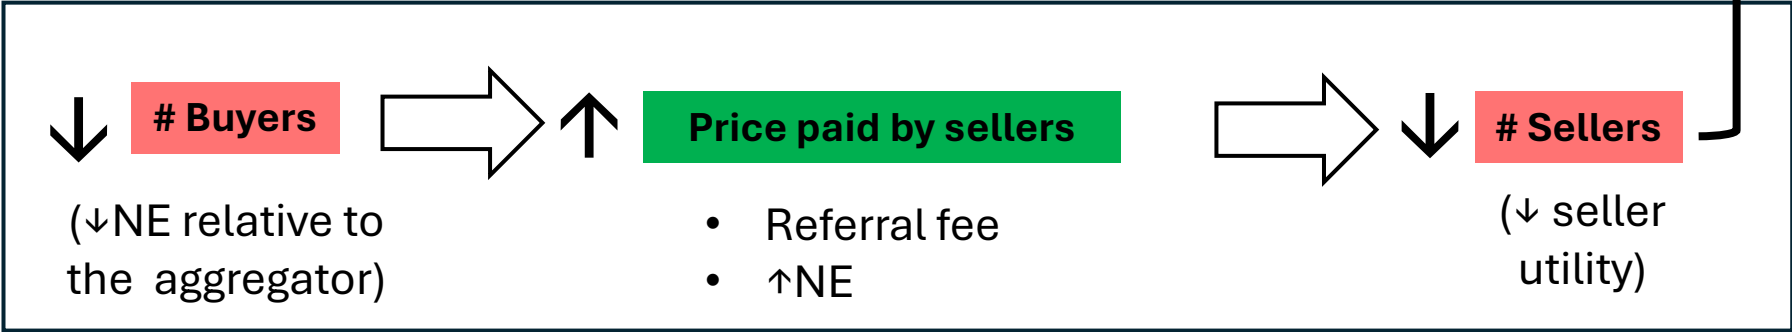 ↓ # Buyers
↑ Price paid by sellers
↓ # Sellers
(↓NE relative to
the aggregator)
• Referral fee
• ↑NE
(↓ seller
utility)